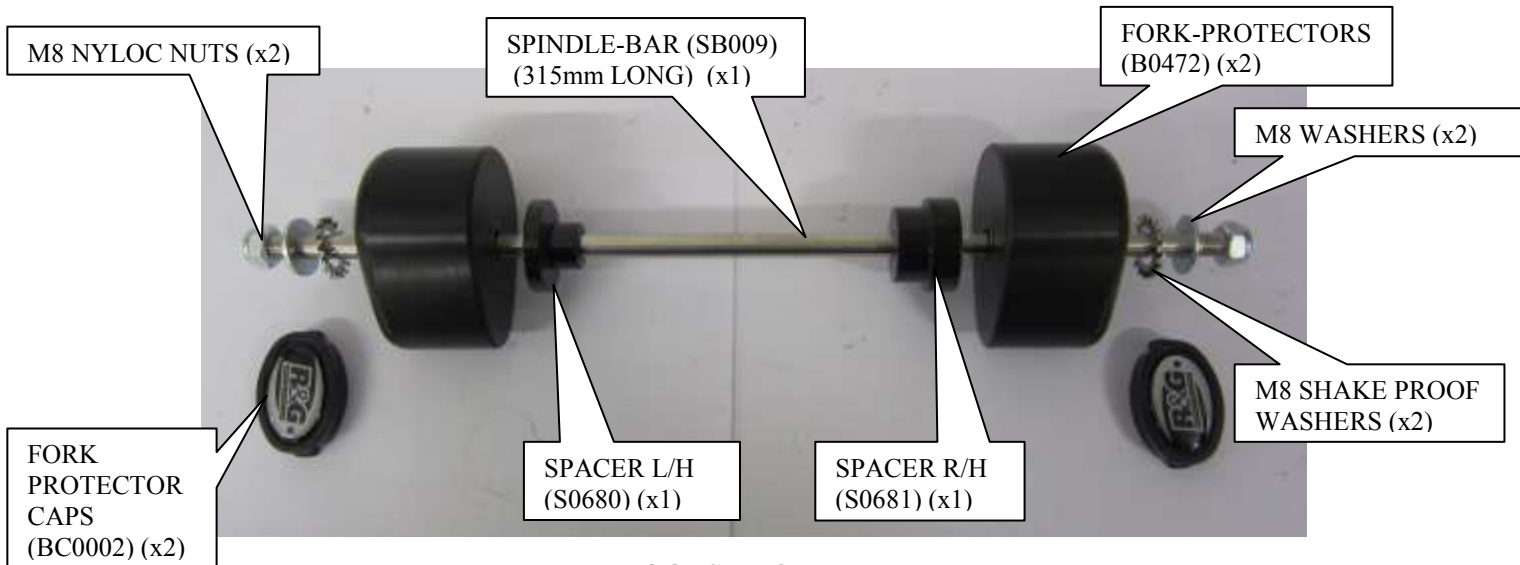 M8 NYLOC NUTS (x2)
SPINDLE-BAR (SB009)
(315mm LONG) (x1)
FORK-PROTECTORS
(B0472) (x2)
M8 WASHERS (x2)
M8 SHAKE PROOF
WASHERS (x2)
FORK
PROTECTOR
CAPS
(BC0002) (x2)
SPACER L/H
(S0680) (x1)
SPACER R/H
(S0681) (x1)
R&G
R&G